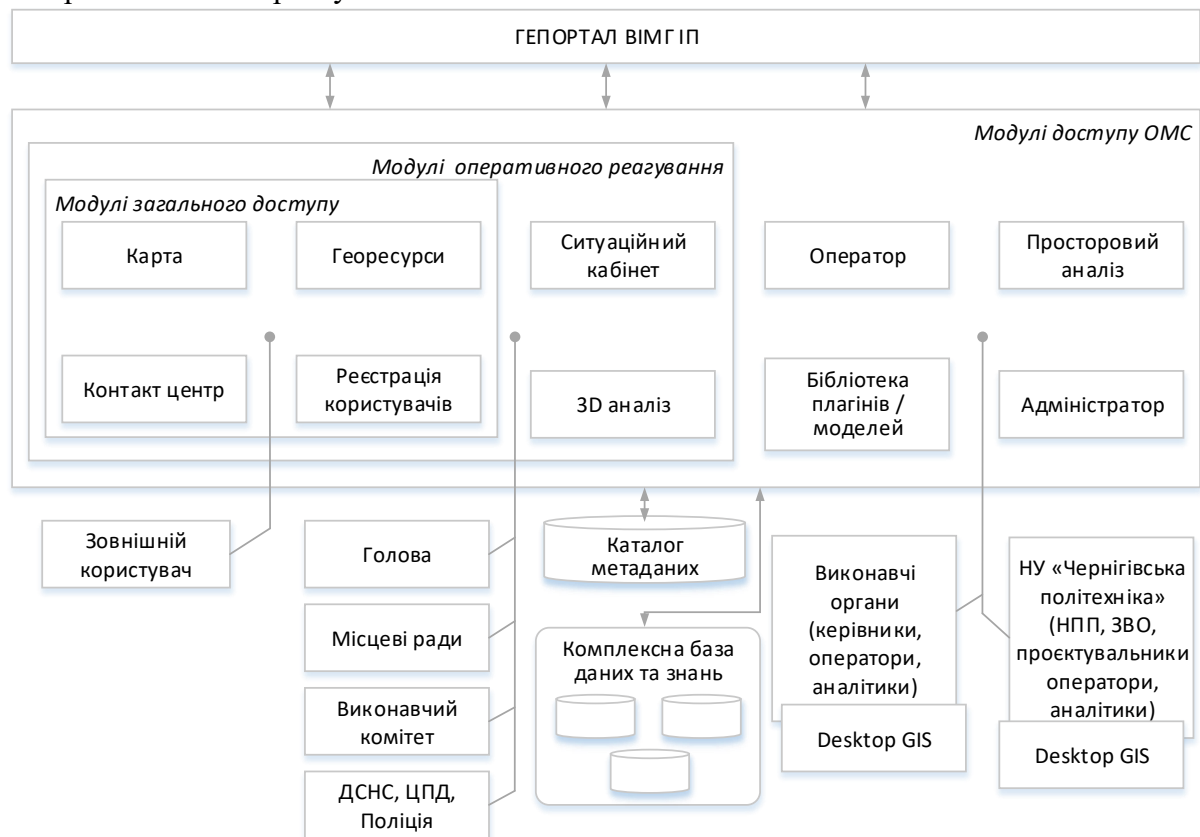 ГЕПОРТАЛ ВІМГ ІП
Модулі доступу ОМС
Модулі оперативного реагування
Модулі загального доступу
Карта
Георесурси
Ситуаційний
кабінет
Оператор
Просторовий
аналіз
Контакт центр
Реєстрація
користувачів
3D аналіз
Бібліотека
плагінів /
моделей
Адміністратор
Зовнішній
користувач
Голова
Місцеві ради
Виконавчий
комітет
ДСНС, ЦПД,
Поліція
Каталог
метаданих
Комплексна база
даних та знань
Виконавчі
органи
(керівники,
оператори,
аналітики)
Desktop GIS
НУ «Чернігівська
політехніка»
(НПП, ЗВО,
проєктувальники
оператори,
аналітики)
Desktop GIS